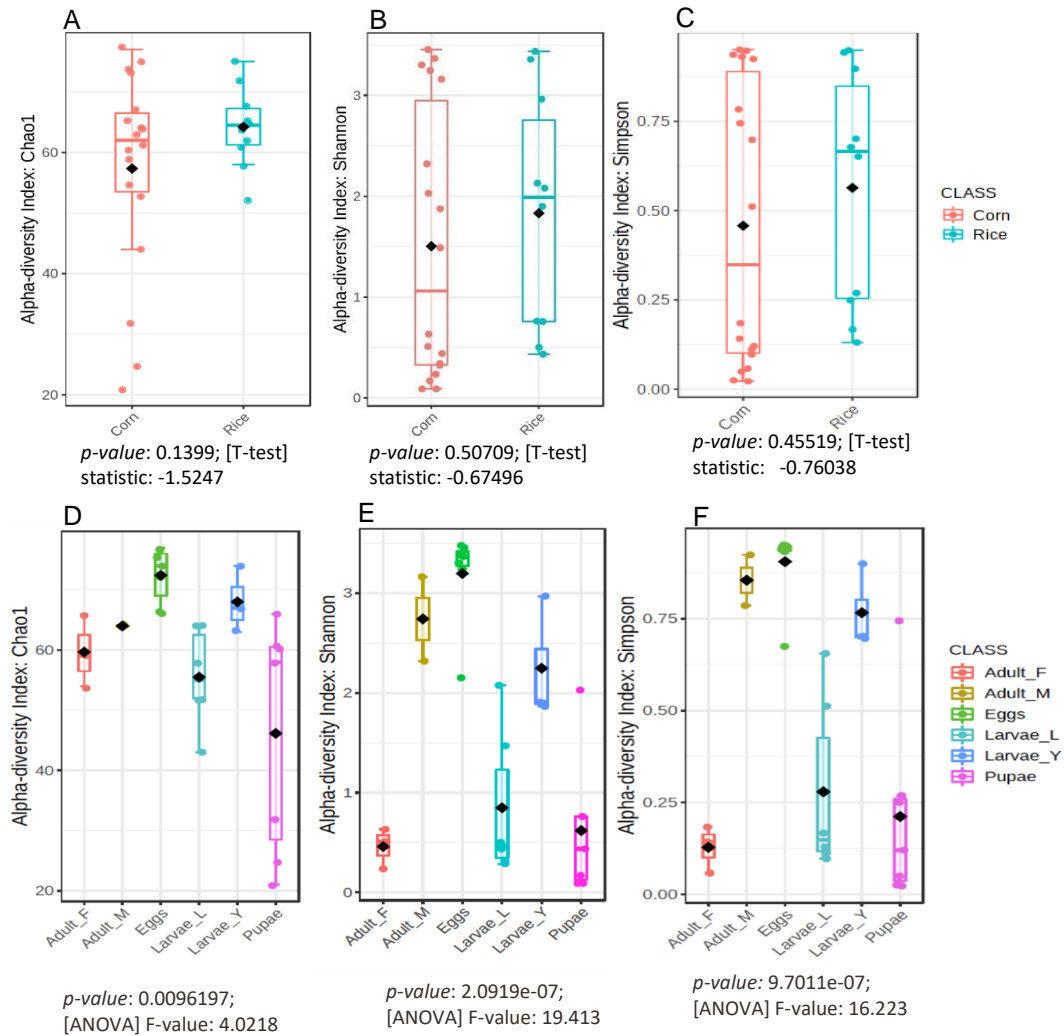 A
B
C
Alpha-diversity Index: Chao1
60
40
20
Corn
Rice
Alpha-diversity Index: Shannon
3
2
1
0
Corn
Rice
Alpha-diversity Index: Simpson
0.75
0.50
0.25
0.00
Corn
Rice
CLASS
Corn
Rice
p-value: 0.1399; [T-test]
statistic: -1.5247
p-value: 0.50709; [T-test]
statistic: -0.67496
p-value: 0.45519; [T-test]
statistic: -0.76038
D
E
F
Alpha-diversity Index: Chao1
60
40
20
Adult_F
Adult_M
Eggs
Larvae_L
Larvae_Y
Pupae
Alpha-diversity Index: Shannon
3
2
1
0
Adult_F
Adult_M
Eggs
Larvae_L
Larvae_Y
Pupae
Alpha-diversity Index: Simpson
0.75
0.50
0.25
0.00
Adult_F
Adult_M
Eggs
Larvae_L
Larvae_Y
Pupae
CLASS
Adult_F
Adult_M
Eggs
Larvae_L
Larvae_Y
Pupae
p-value: 0.0096197;
[ANOVA] F-value: 4.0218
p-value: 2.0919e-07;
[ANOVA] F-value: 19.413
p-value: 9.7011e-07;
[ANOVA] F-value: 16.223